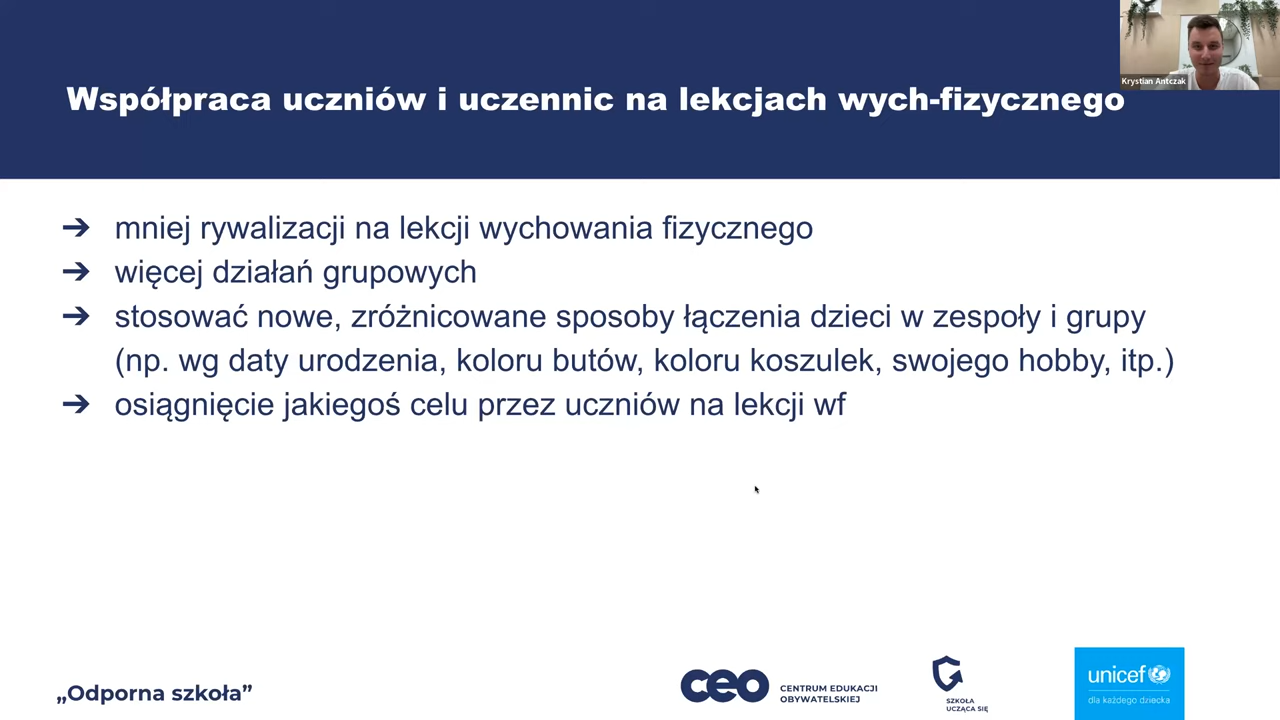 Krystian Antczak
Współpraca uczniów i uczennic na lekcjach wych-fizycznego
➔ mniej rywalizacji na lekcji wychowania fizycznego
➔ więcej działań grupowych
➔ stosować nowe, zróżnicowane sposoby łączenia dzieci w zespoły i grupy
(np. wg daty urodzenia, koloru butów, koloru koszulek, swojego hobby, itp.)
➔ osiągnięcie jakiegoś celu przez uczniów na lekcji wf
„Odporna szkoła”
ceo
CENTRUM EDUKACJI
OBYWATELSKIEJ
SZKOŁA
UCZĄCA SIĘ
unicef
dla każdego dziecka